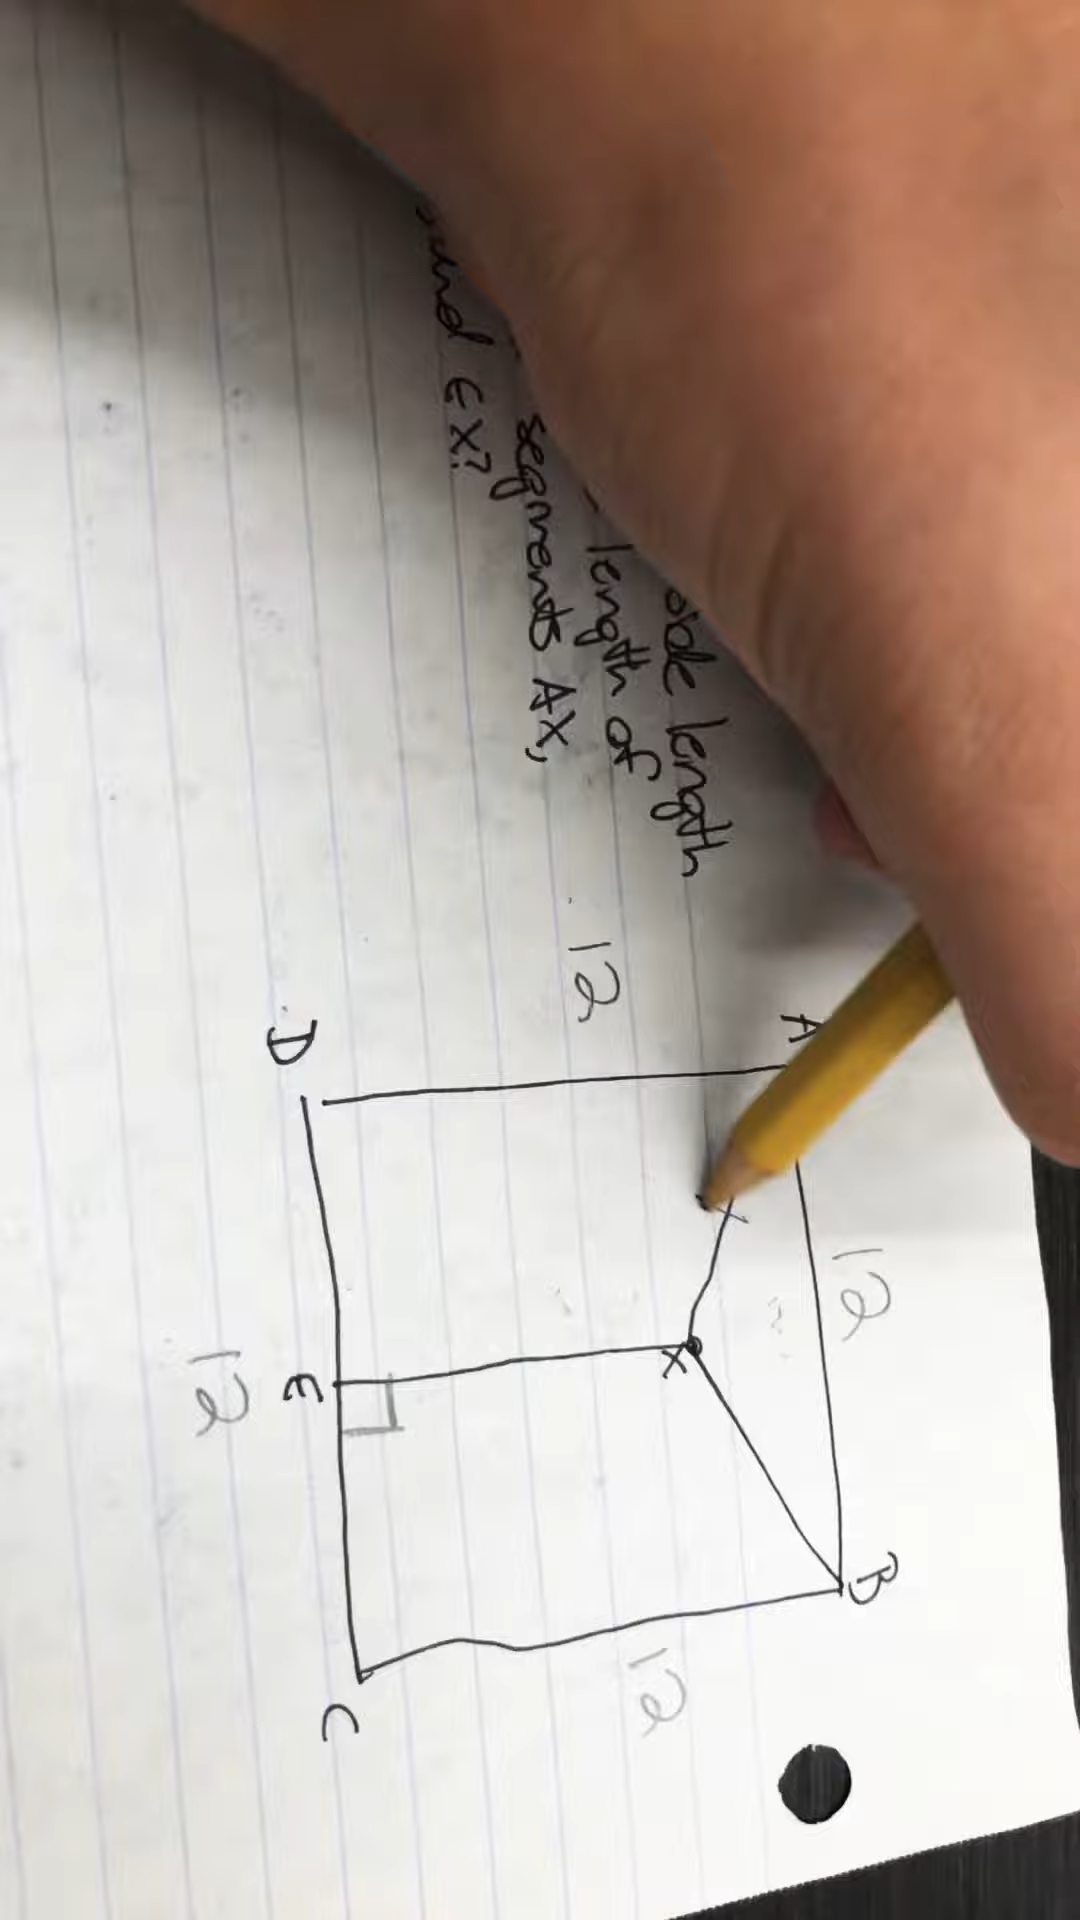 side length
length of
segments AX,
and EX?
12
A
12
B
D
X
E
12
12
C